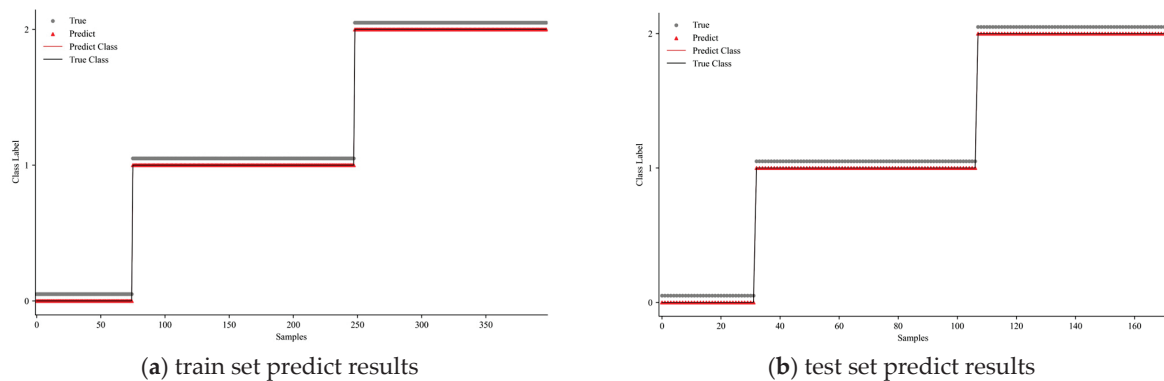 True
Predict
Predict Class
True Class
2
1
0
Class Label
0 50 100 150 200 250 300 350
Samples
(a) train set predict results
True
Predict
Predict Class
True Class
2
1
0
Class Label
0 20 40 60 80 100 120 140 160
Samples
(b) test set predict results